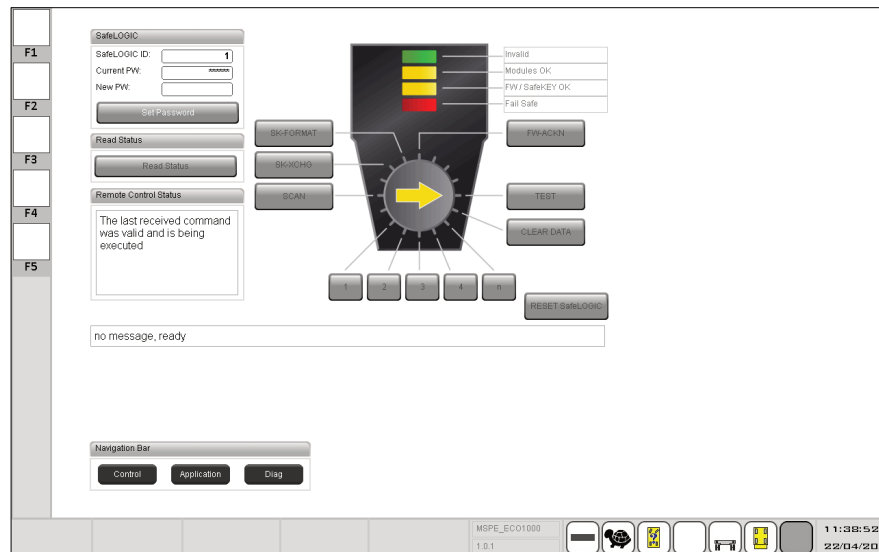 F1
F2
F3
F4
F5
SafeLOGIC
SafeLOGIC ID: 1
Current PW: ******
New PW:
Set Password
Read Status
Read Status
Remote Control Status
The last received command
was valid and is being
executed
Invalid
Modules OK
FW / SafeKEY OK
Fail Safe
SK-FORMAT
FW-ACKN
SK-XCHG
SCAN
TEST
CLEAR DATA
1 2 3 4 n
RESET SafeLOGIC
no message, ready
Navigation Bar
Control Application Diag
MSPE_ECO1000
1.0.1
11:38:52
22/04/20